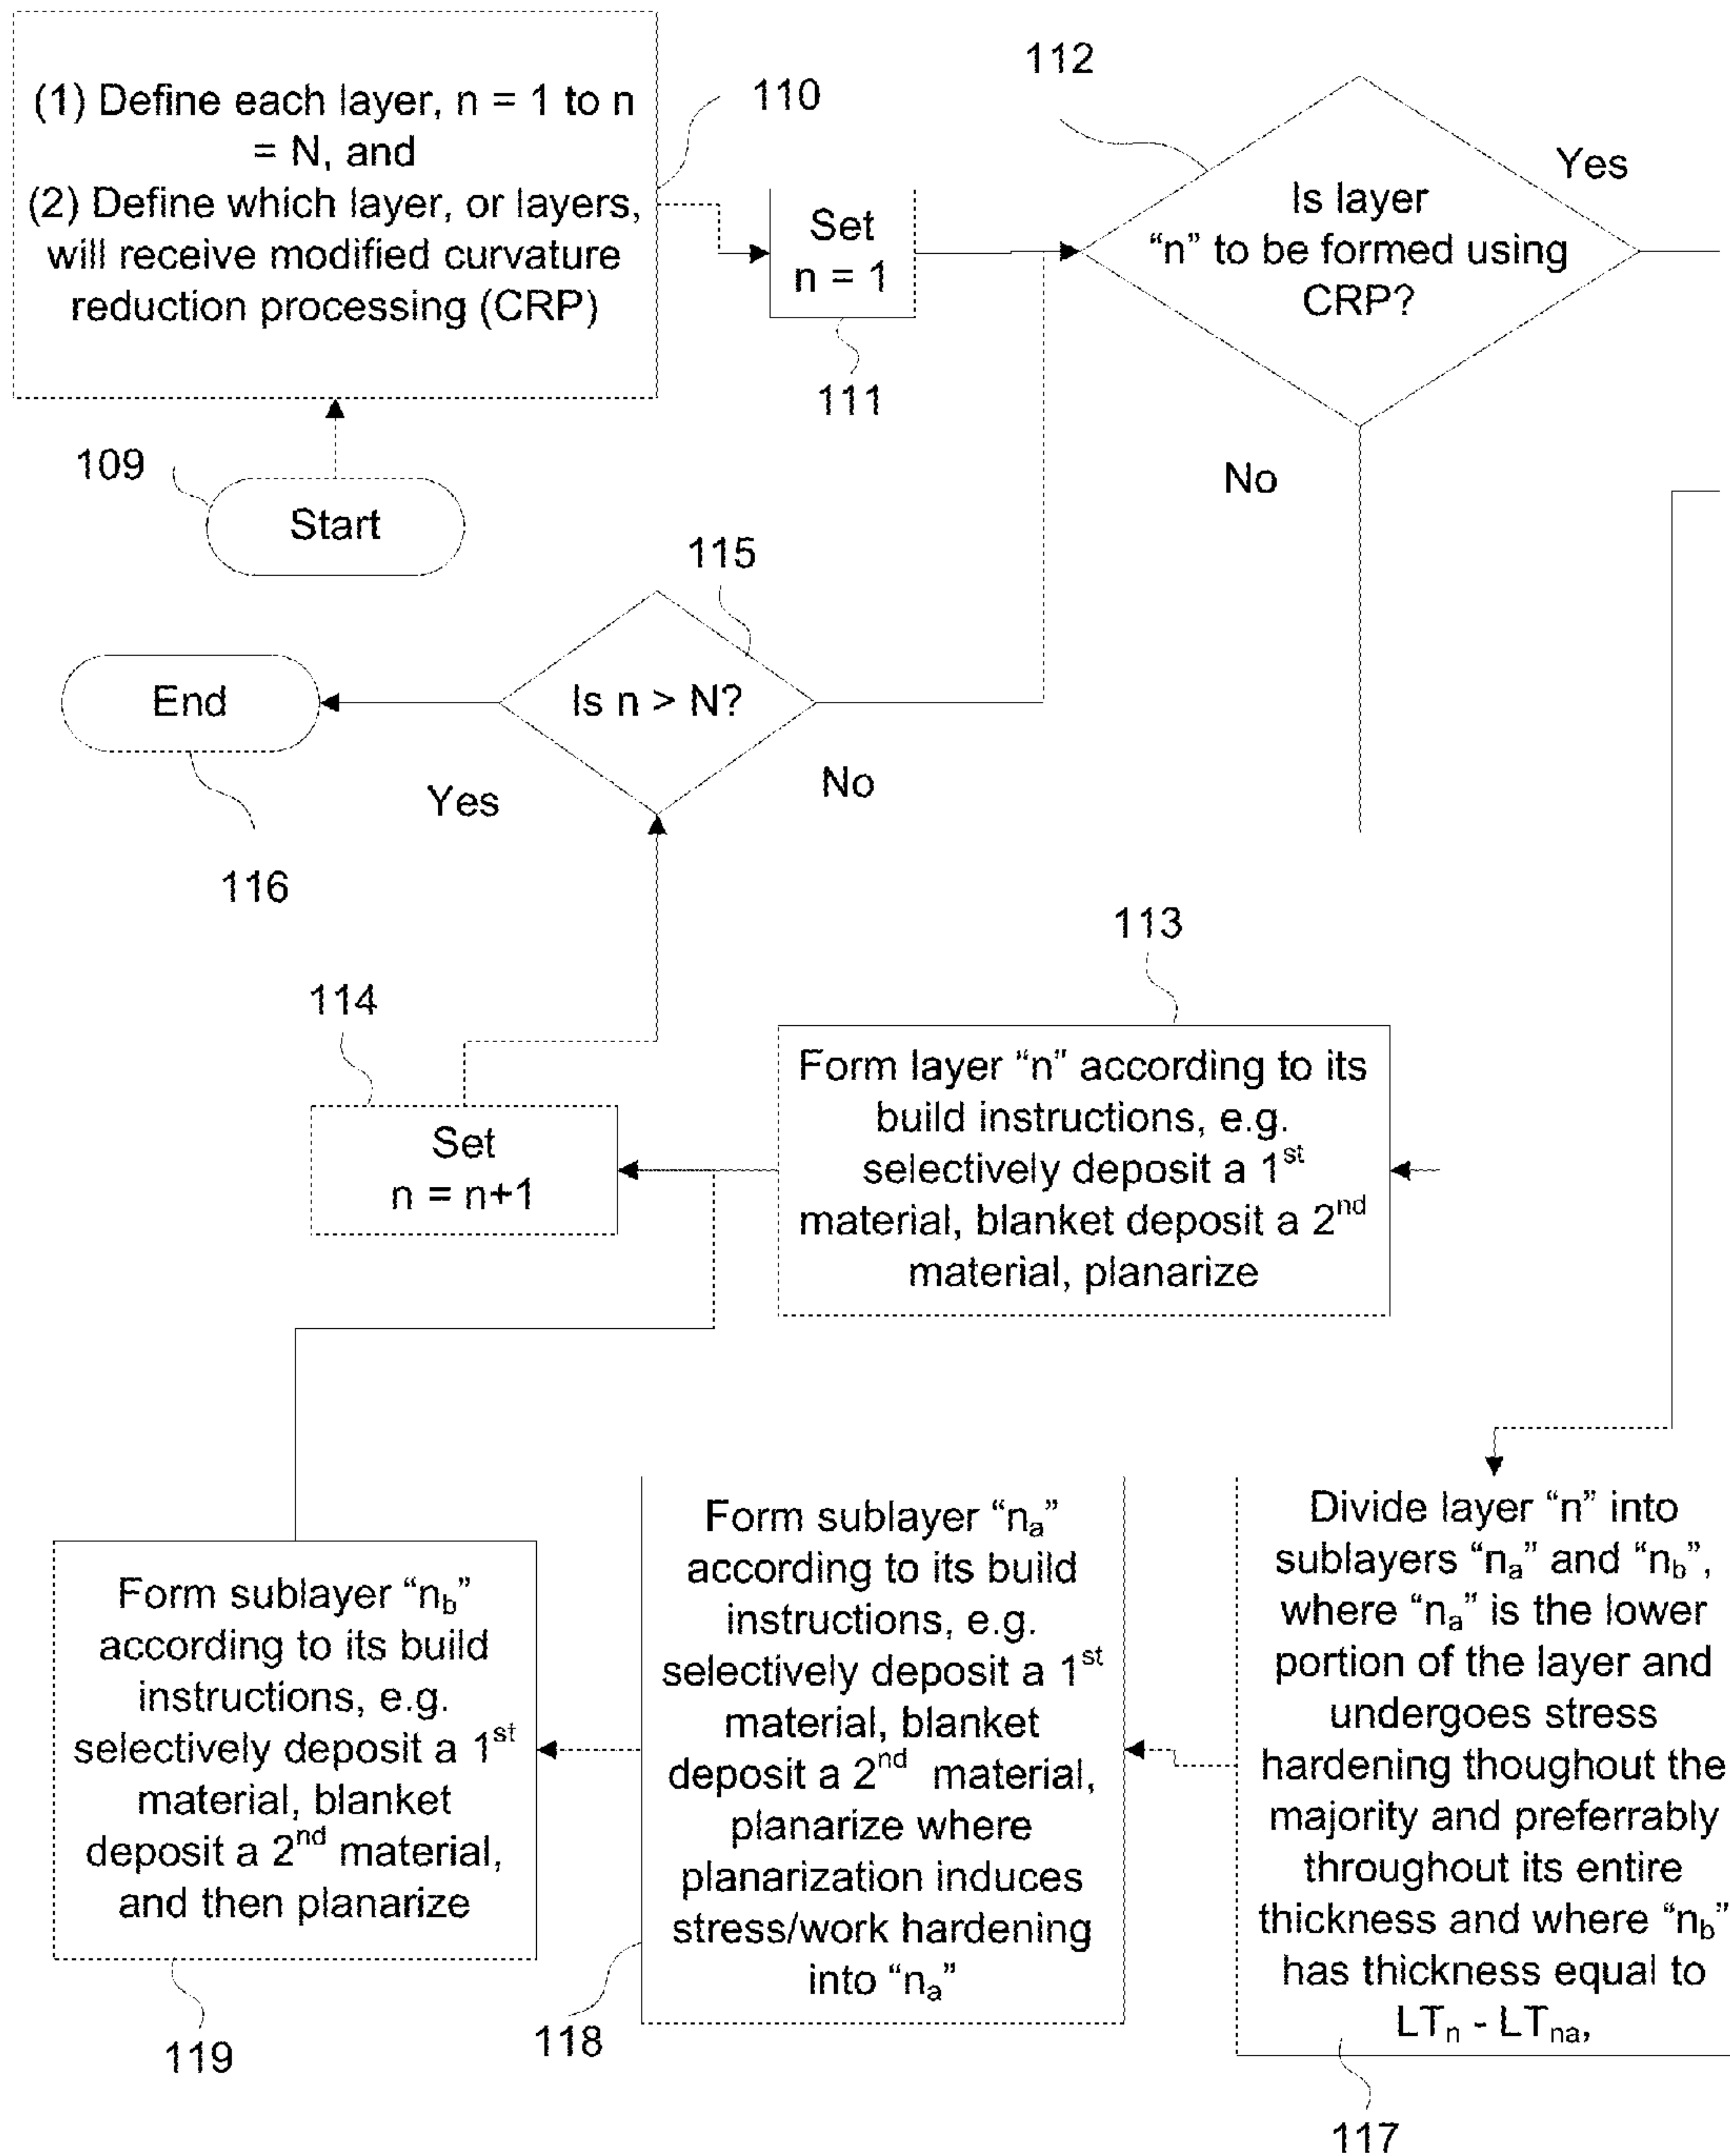 (1) Define each layer, n = 1 to n
= N, and
(2) Define which layer, or layers,
will receive modified curvature
reduction processing (CRP)
110
Set
n = 1
111
112
Is layer
“n” to be formed using
CRP?
Yes
No
109
Start
115
Is n > N?
End
Yes
No
116
113
Form layer “n” according to its
build instructions, e.g.
selectively deposit a 1st
material, blanket deposit a 2nd
material, planarize
114
Set
n = n+1
Form sublayer “nb”
according to its build
instructions, e.g.
selectively deposit a 1st
material, blanket
deposit a 2nd material,
and then planarize
119
Form sublayer “na”
according to its build
instructions, e.g.
selectively deposit a 1st
material, blanket
deposit a 2nd material,
planarize where
planarization induces
stress/work hardening
into “na”
118
Divide layer “n” into
sublayers “na” and “nb”,
where “na” is the lower
portion of the layer and
undergoes stress
hardening thoughout the
majority and preferrably
throughout its entire
thickness and where “nb”
has thickness equal to
LTn - LTna,
117